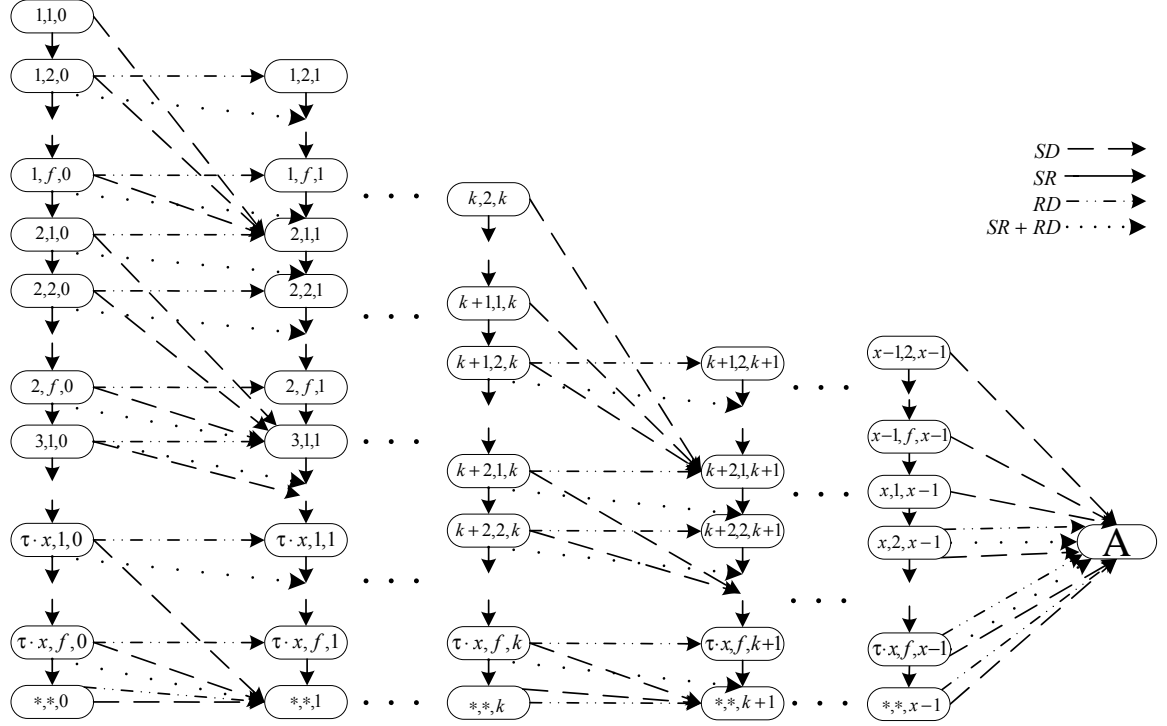 1,1,0
1,2,0
1,2,1
1,f,0
1,f,1
. . .
k,2,k
2,1,0
2,1,1
2,2,0
2,2,1
. . .
k+1,1,k
k+1,2,k
k+1,2,k+1
. . .
x−1,2,x−1
2,f,0
2,f,1
3,1,0
3,1,1
. . .
x−1,f,x−1
k+2,1,k
k+2,1,k+1
. . .
x,1,x−1
τ·x,1,0
τ·x,1,1
k+2,2,k
k+2,2,k+1
x,2,x−1
A
. . .
. . .
τ·x,f,0
τ·x,f,1
τ·x,f,k
τ·x,f,k+1
τ·x,f,x−1
*,*,0
*,*,1
. . .
*,*,k
*,*,k+1
. . .
*,*,x−1
SD
SR
RD
SR + RD